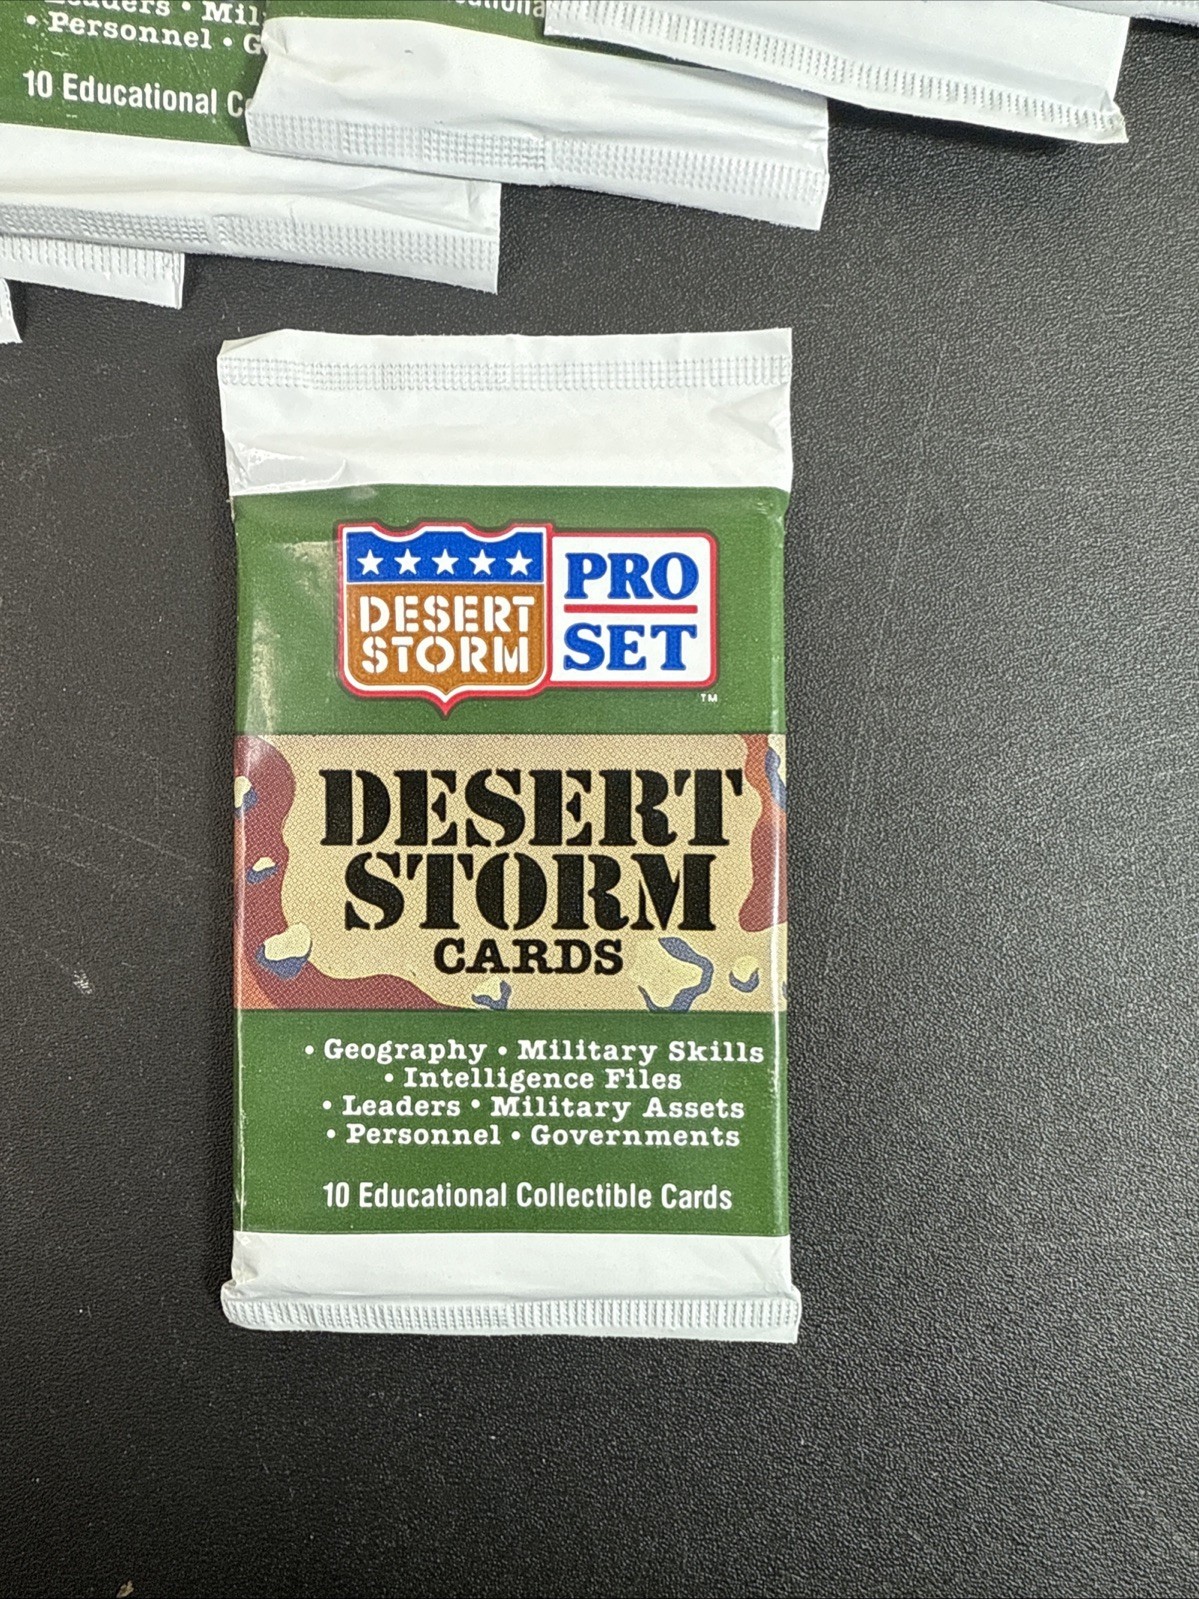 • Personnel •
10 Educational
DESERT
STORM
PRO
SET
™
DESERT
STORM
CARDS
• Geography • Military Skills
• Intelligence Files
• Leaders • Military Assets
• Personnel • Governments
10 Educational Collectible Cards